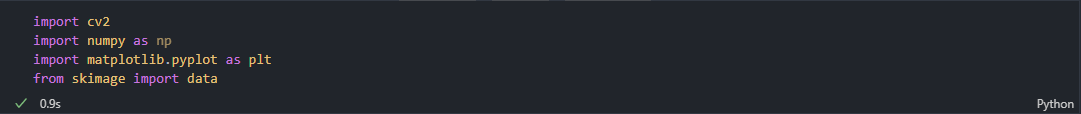 import cv2
import numpy as np
import matplotlib.pyplot as plt
from skimage import data
0.9s
Python